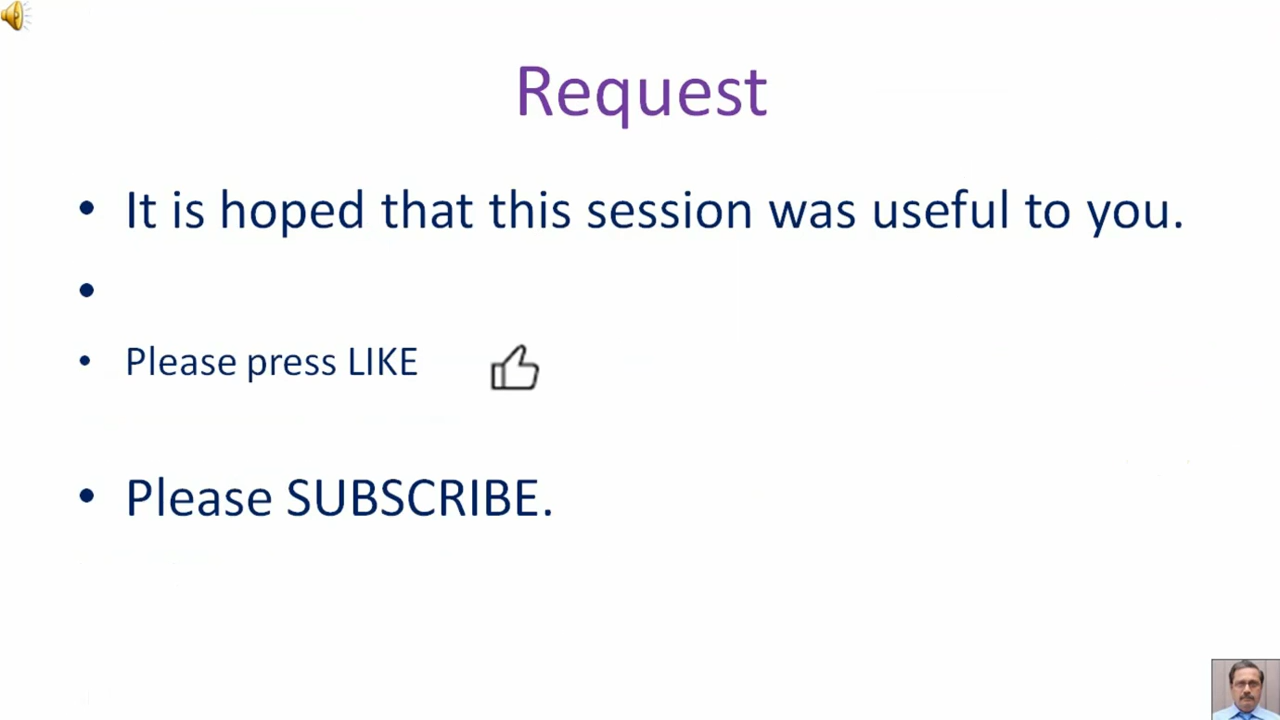 Request
• It is hoped that this session was useful to you.
•
• Please press LIKE
• Please SUBSCRIBE.